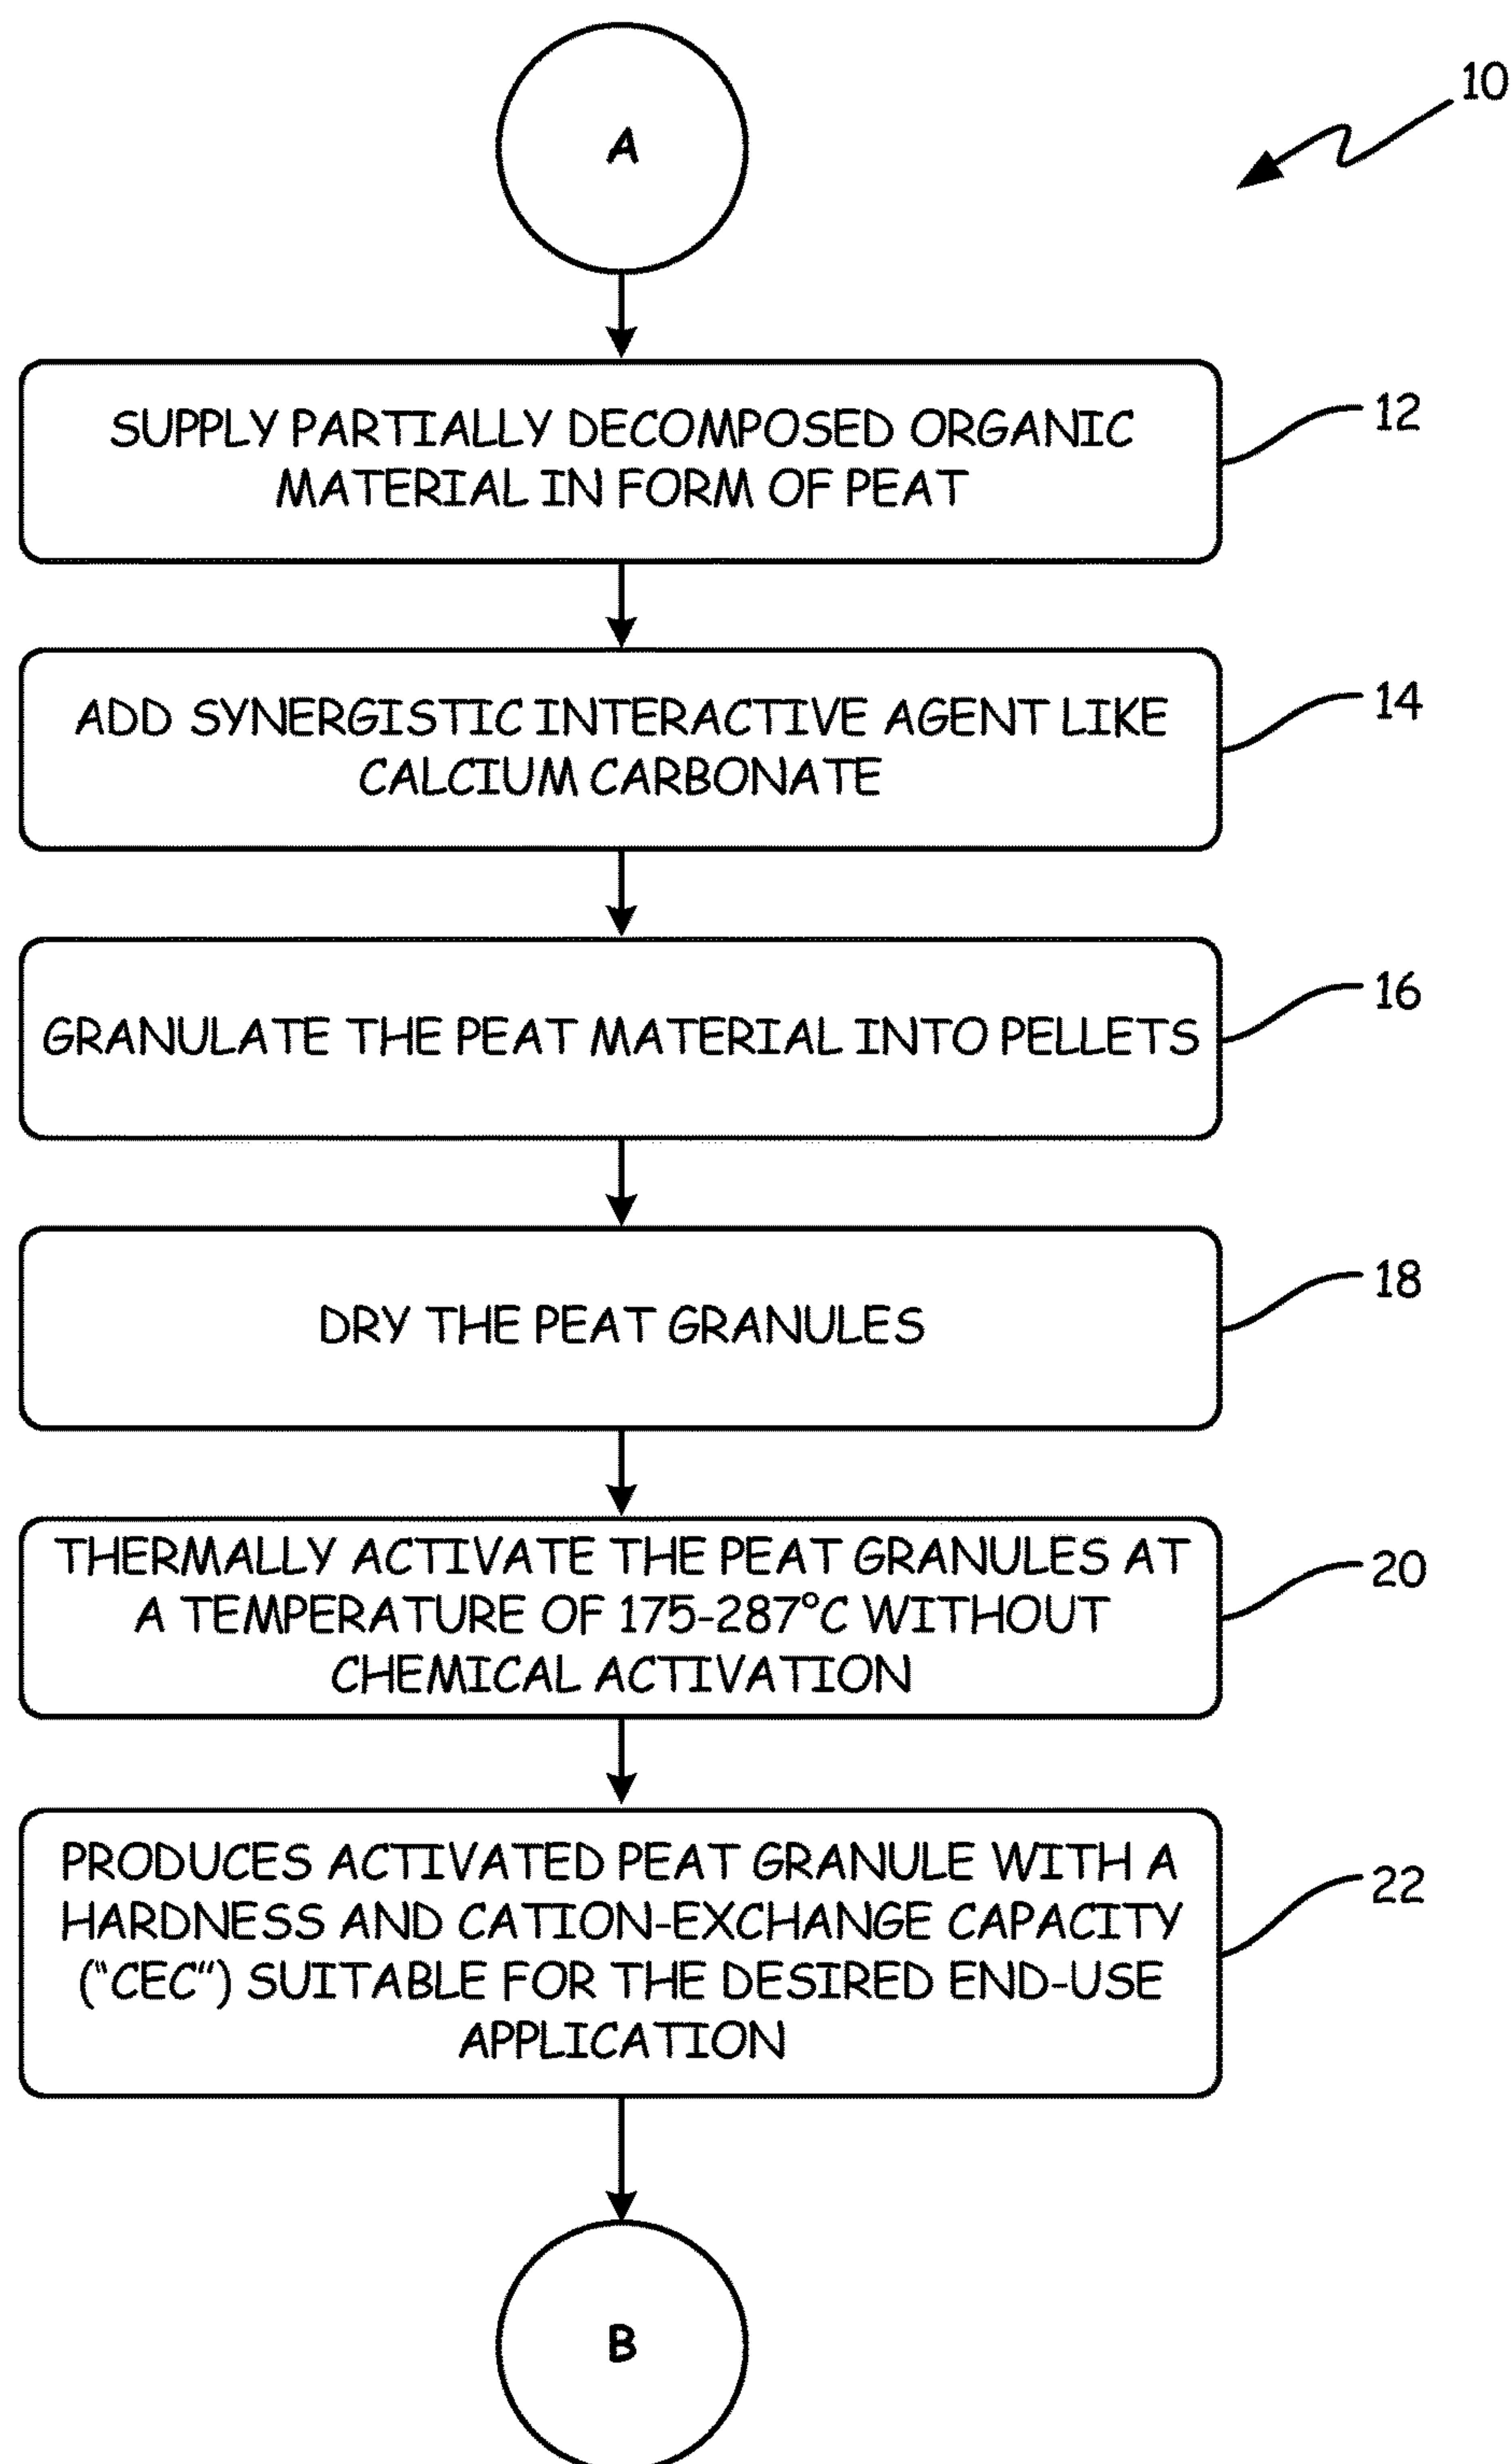 A
10
SUPPLY PARTIALLY DECOMPOSED ORGANIC
MATERIAL IN FORM OF PEAT
12
ADD SYNERGISTIC INTERACTIVE AGENT LIKE
CALCIUM CARBONATE
14
GRANULATE THE PEAT MATERIAL INTO PELLETS
16
DRY THE PEAT GRANULES
18
THERMALLY ACTIVATE THE PEAT GRANULES AT
A TEMPERATURE OF 175-287°C WITHOUT
CHEMICAL ACTIVATION
20
PRODUCES ACTIVATED PEAT GRANULE WITH A
HARDNESS AND CATION-EXCHANGE CAPACITY
("CEC") SUITABLE FOR THE DESIRED END-USE
APPLICATION
22
B